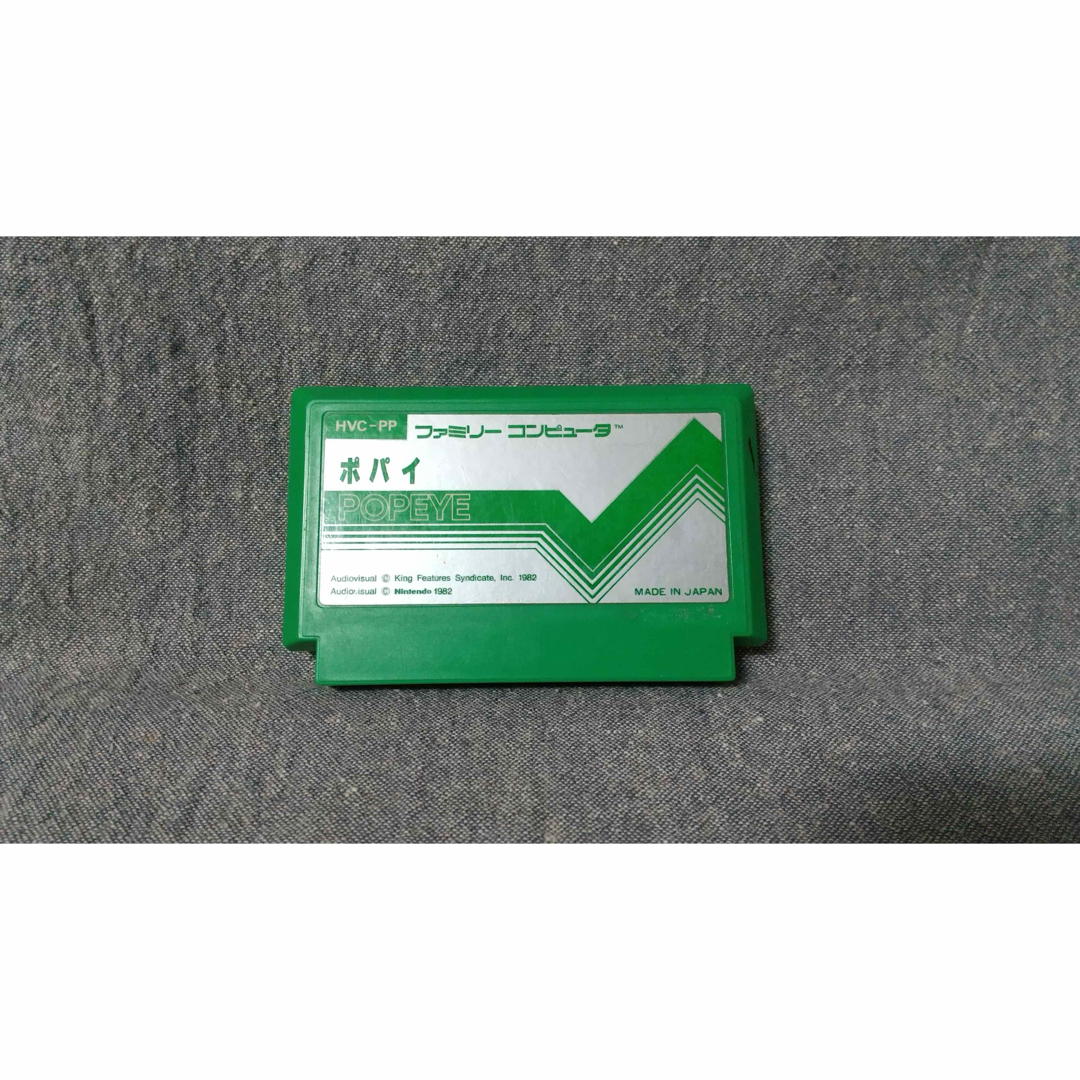 HVC-PP ファミリー コンピュータ™
ポパイ
POPEYE
Audiovisual © King Features Syndicate, Inc. 1982
Audiovisual © Nintendo 1982
MADE IN JAPAN